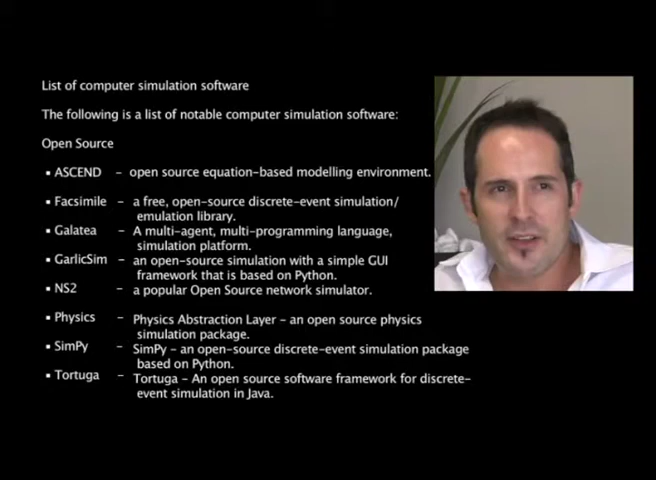 List of computer simulation software
The following is a list of notable computer simulation software:
Open Source
▪ ASCEND – open source equation-based modelling environment.
▪ Facsimile – a free, open-source discrete-event simulation/
emulation library.
▪ Galatea – A multi-agent, multi-programming language,
simulation platform.
▪ GarlicSim – an open-source simulation with a simple GUI
framework that is based on Python.
▪ NS2 – a popular Open Source network simulator.
▪ Physics – Physics Abstraction Layer – an open source physics
simulation package.
▪ SimPy – SimPy – an open-source discrete-event simulation package
based on Python.
▪ Tortuga – Tortuga – An open source software framework for discrete-
event simulation in Java.